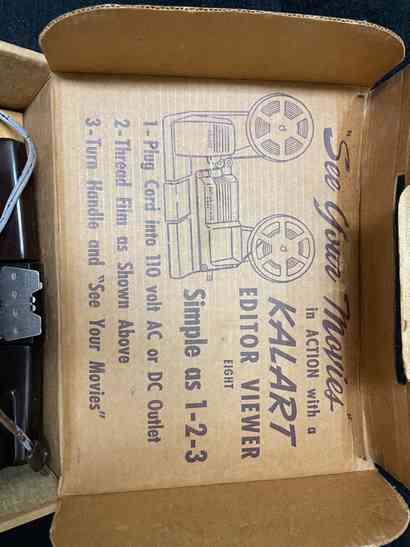 "See Your Movies"
in ACTION with a
KALART
EDITOR VIEWER
EIGHT
Simple as 1-2-3
1-Plug Cord into 110 volt AC or DC Outlet
2-Thread Film as Shown Above
3-Turn Handle and "See Your Movies"